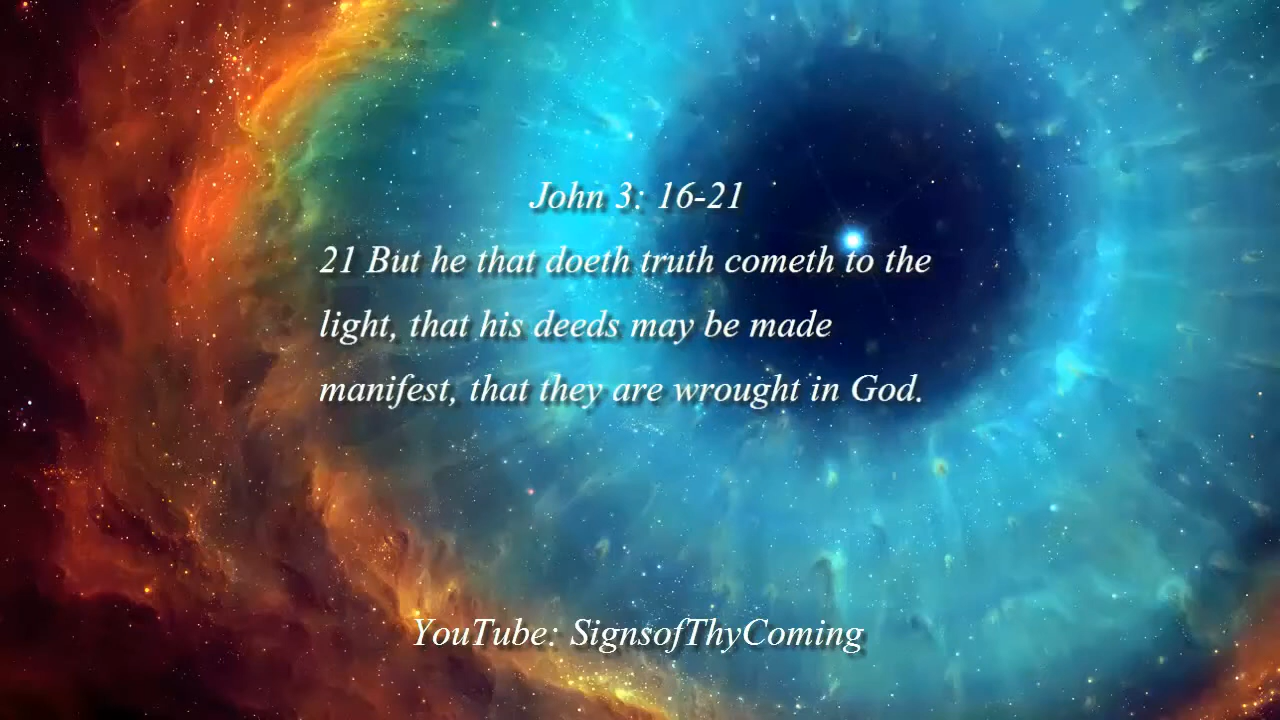 John 3: 16-21
21 But he that doeth truth cometh to the
light, that his deeds may be made
manifest, that they are wrought in God.
YouTube: SignsofThyComing